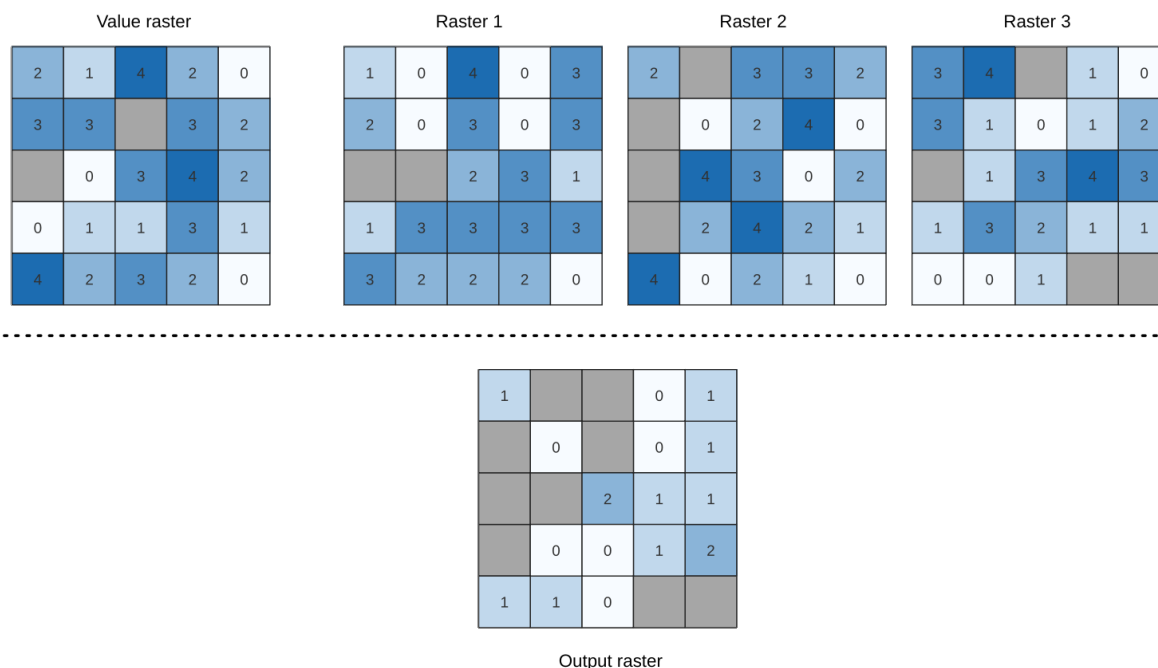 Value raster Raster 1 Raster 2 Raster 3
2 1 4 2 0 1 0 4 0 3 2 3 3 2 3 4 1 0
3 3 3 2 2 0 3 0 3 0 2 4 0 3 1 0 1 2
0 3 4 2 2 3 1 4 3 0 2 1 3 4 3
0 1 1 3 1 1 3 3 3 3 2 4 2 1 1 3 2 1 1
4 2 3 2 0 3 2 2 2 0 4 0 2 1 0 0 0 1
1 0 1
0 0 1
2 1 1
0 0 1 2
1 1 0
Output raster